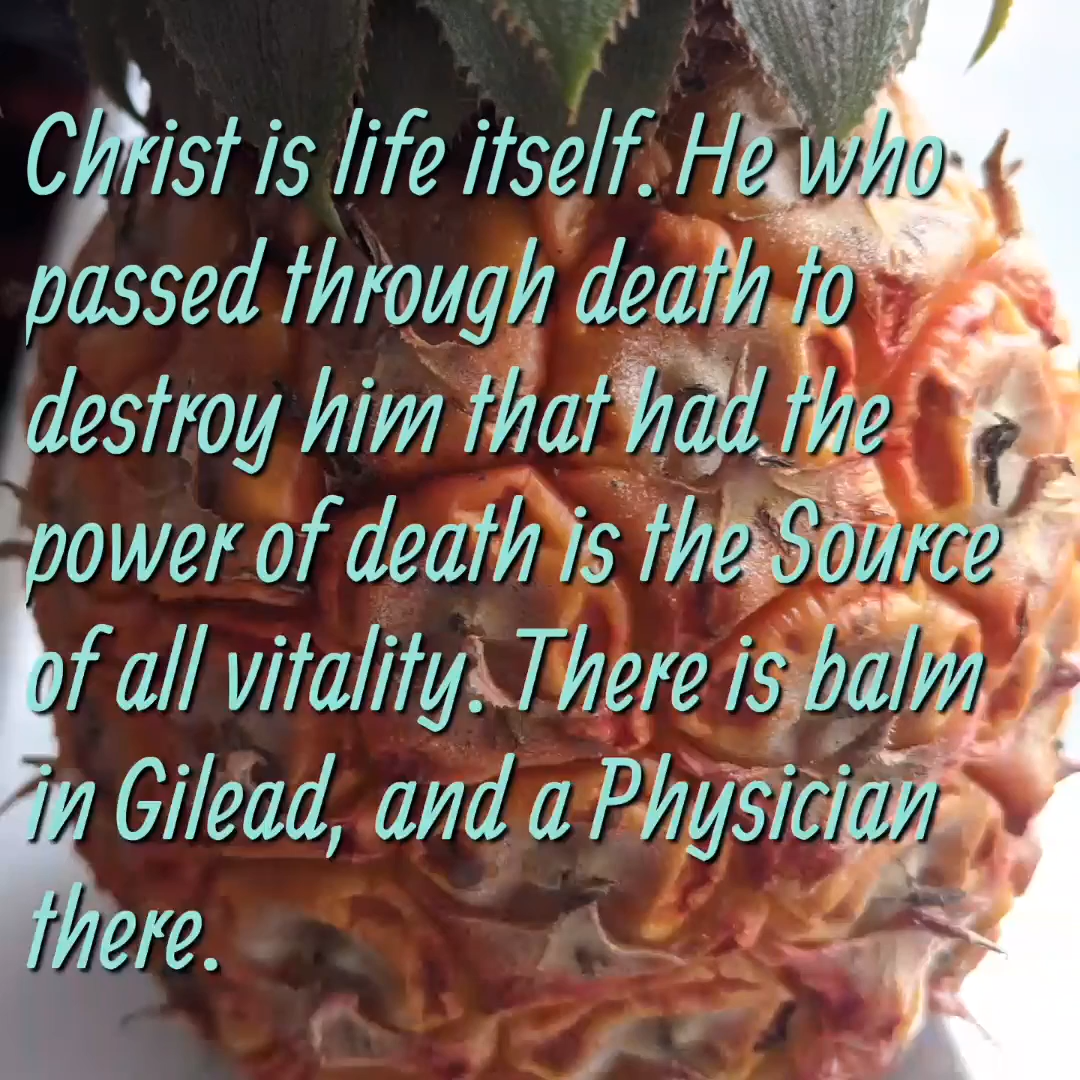 Christ is life itself. He who
passed through death to
destroy him that had the
power of death is the Source
of all vitality. There is balm
in Gilead, and a Physician
there.